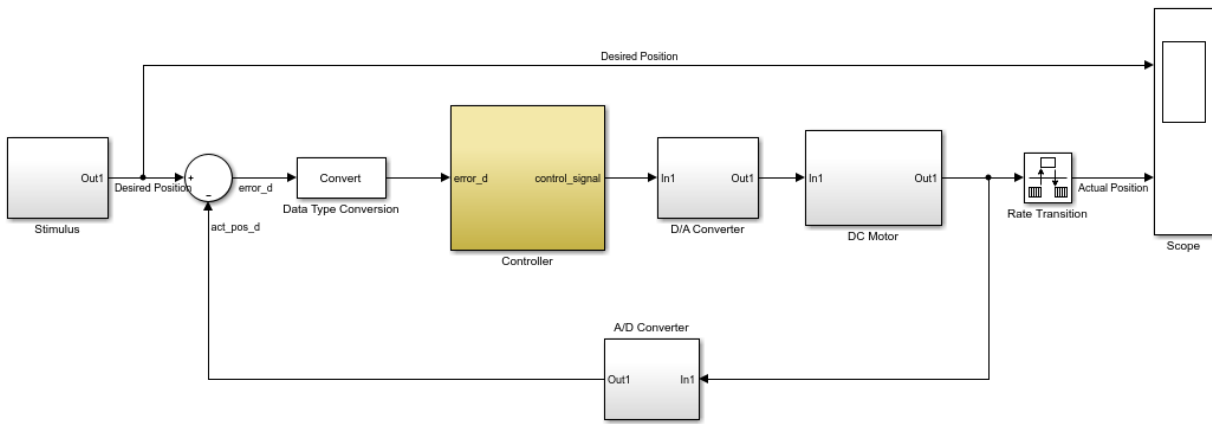 Desired Position
Out1
Desired Position
Stimulus
+
−
error_d
act_pos_d
Convert
Data Type Conversion
error_d
control_signal
Controller
In1
Out1
D/A Converter
In1
Out1
DC Motor
Rate Transition
Actual Position
Scope
A/D Converter
Out1
In1